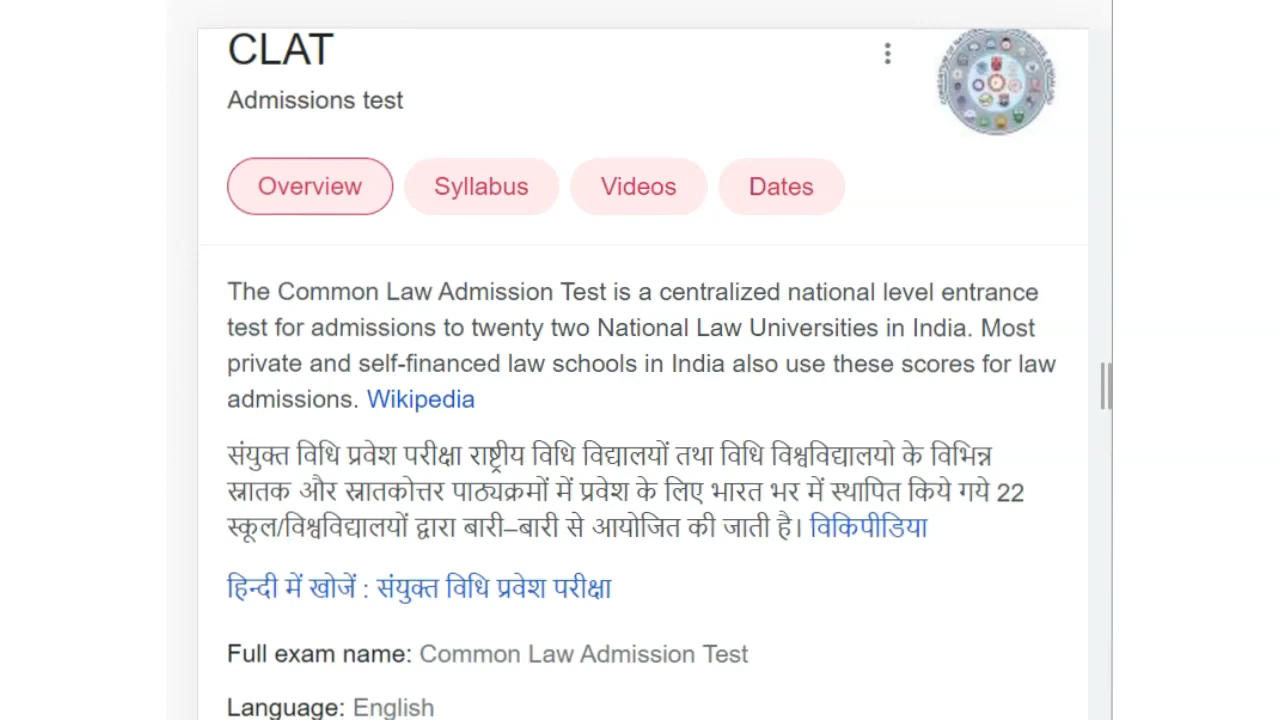 CLAT
Admissions test
Overview
Syllabus
Videos
Dates
The Common Law Admission Test is a centralized national level entrance
test for admissions to twenty two National Law Universities in India. Most
private and self-financed law schools in India also use these scores for law
admissions. Wikipedia
संयुक्त विधि प्रवेश परीक्षा राष्ट्रीय विधि विद्यालयों तथा विधि विश्वविद्यालयो के विभिन्न
स्नातक और स्नातकोत्तर पाठ्यक्रमों में प्रवेश के लिए भारत भर में स्थापित किये गये 22
स्कूल/विश्वविद्यालयों द्वारा बारी–बारी से आयोजित की जाती है। विकिपीडिया
हिन्दी में खोजें : संयुक्त विधि प्रवेश परीक्षा
Full exam name: Common Law Admission Test
Language: English